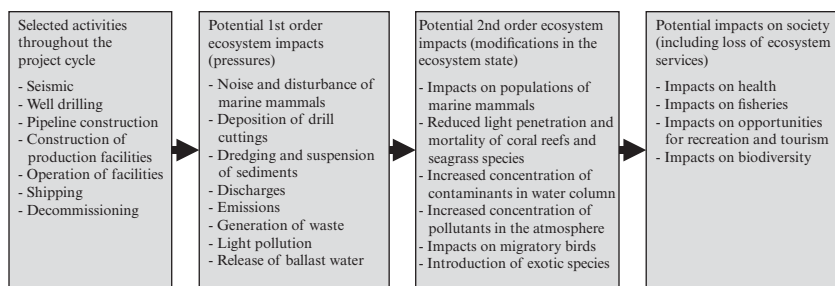 Selected activities
throughout the
project cycle
- Seismic
- Well drilling
- Pipeline construction
- Construction of
production facilities
- Operation of facilities
- Shipping
- Decommissioning
Potential 1st order
ecosystem impacts
(pressures)
- Noise and disturbance of
marine mammals
- Deposition of drill
cuttings
- Dredging and suspension
of sediments
- Discharges
- Emissions
- Generation of waste
- Light pollution
- Release of ballast water
Potential 2nd order ecosystem
impacts (modifications in the
ecosystem state)
- Impacts on populations of
marine mammals
- Reduced light penetration and
mortality of coral reefs and
seagrass species
- Increased concentration of
contaminants in water column
- Increased concentration of
pollutants in the atmosphere
- Impacts on migratory birds
- Introduction of exotic species
Potential impacts on society
(including loss of ecosystem
services)
- Impacts on health
- Impacts on fisheries
- Impacts on opportunities
for recreation and tourism
- Impacts on biodiversity